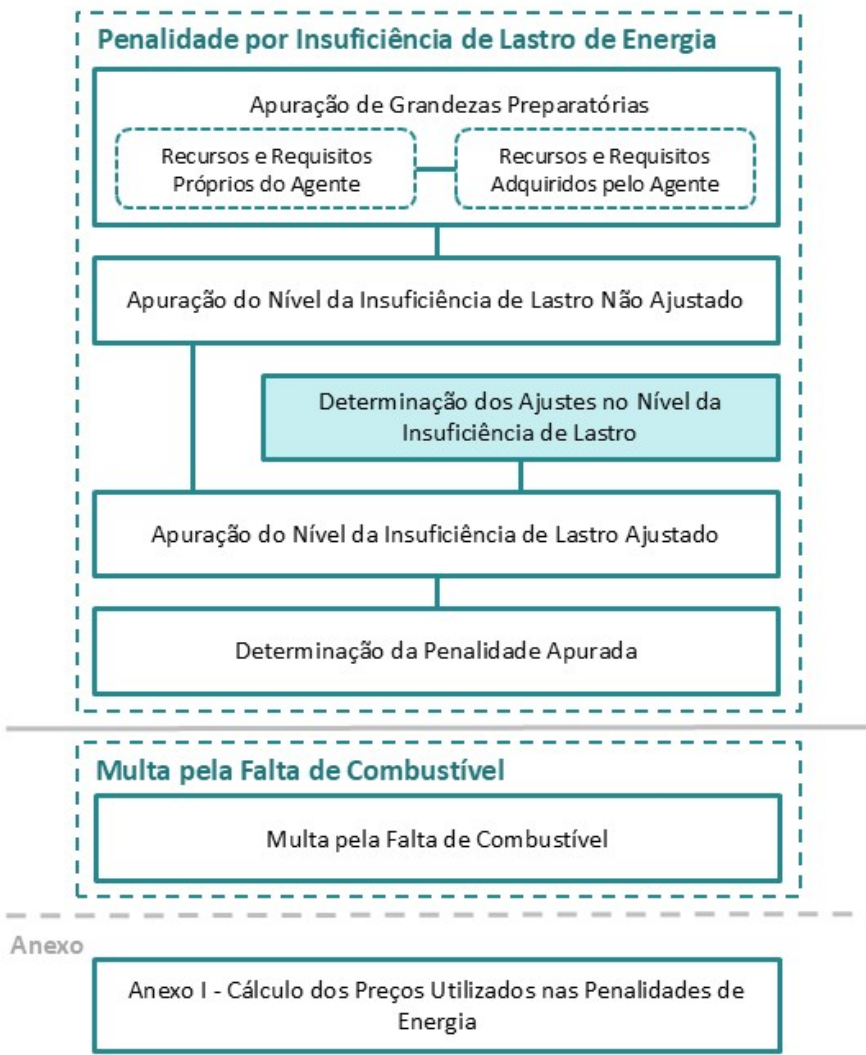 Penalidade por Insuficiência de Lastro de Energia
Apuração de Grandezas Preparatórias
Recursos e Requisitos
Próprios do Agente
Recursos e Requisitos
Adquiridos pelo Agente
Apuração do Nível da Insuficiência de Lastro Não Ajustado
Determinação dos Ajustes no Nível da
Insuficiência de Lastro
Apuração do Nível da Insuficiência de Lastro Ajustado
Determinação da Penalidade Apurada
Multa pela Falta de Combustível
Multa pela Falta de Combustível
Anexo
Anexo I - Cálculo dos Preços Utilizados nas Penalidades de
Energia